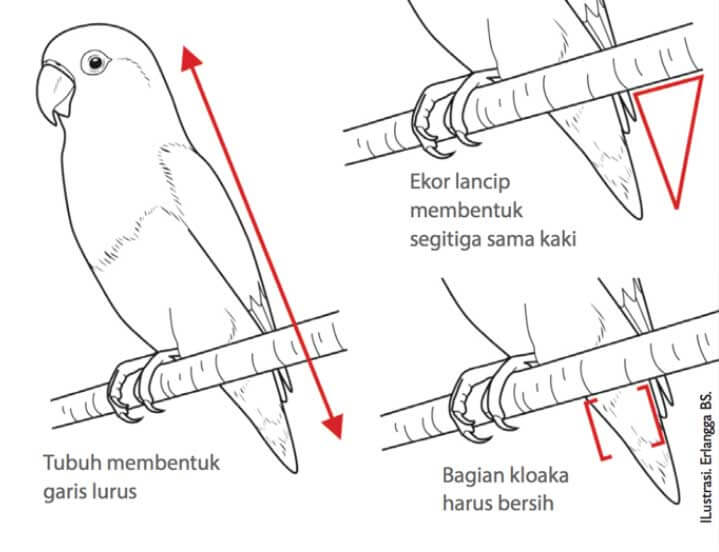 Ekor lancip
membentuk
segitiga sama kaki
Tubuh membentuk
garis lurus
Bagian kloaka
harus bersih
ILustrasi. Erlangga BS.